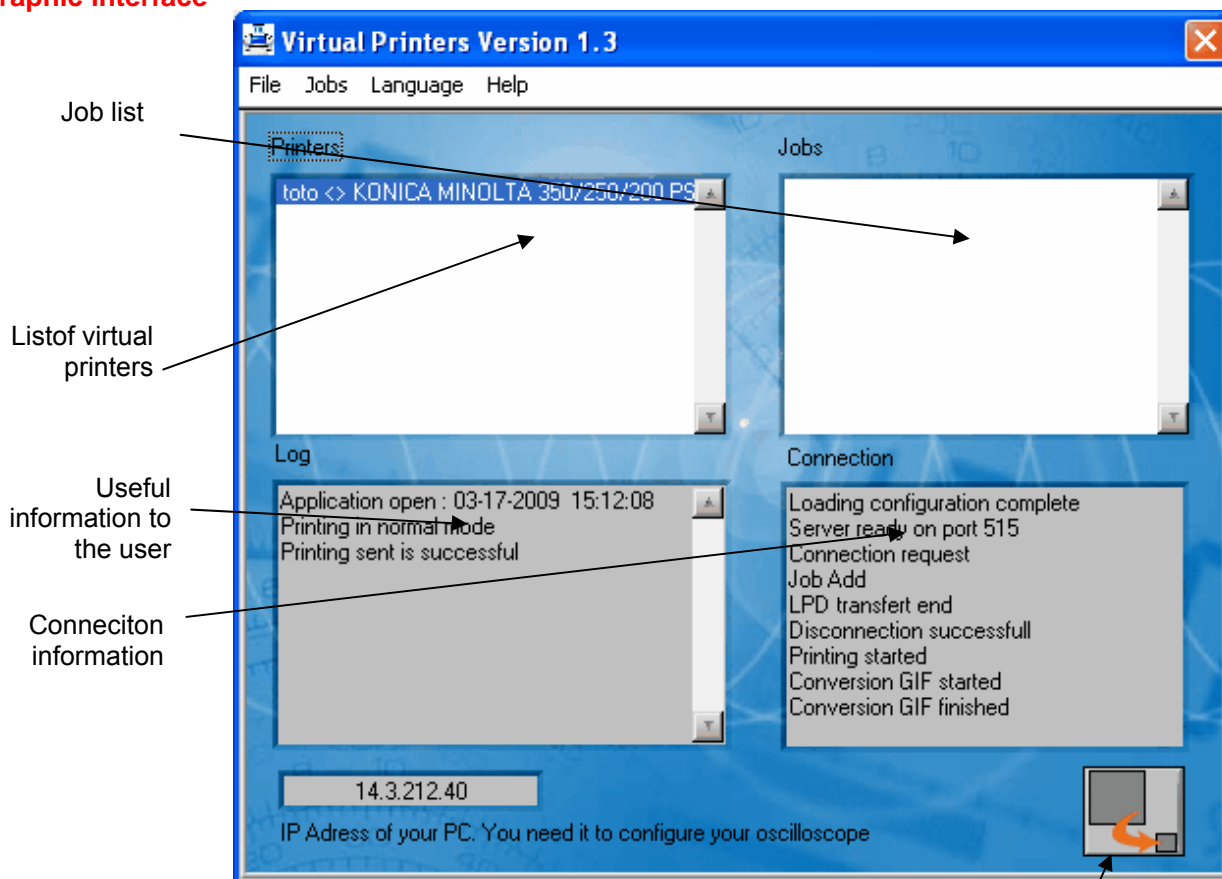 raphic interface
Virtual Printers Version 1.3
File Jobs Language Help
Job list
Printers
Jobs
toto <> KONICA MINOLTA 350/250/200 PS
Listof virtual
printers
Log
Connection
Useful
information to
the user
Application open : 03-17-2009 15:12:08
Printing in normal mode
Printing sent is successful
Loading configuration complete
Server ready on port 515
Connection request
Job Add
LPD transfert end
Disconnection successfull
Printing started
Conversion GIF started
Conversion GIF finished
Conneciton
information
14.3.212.40
IP Adress of your PC. You need it to configure your oscilloscope